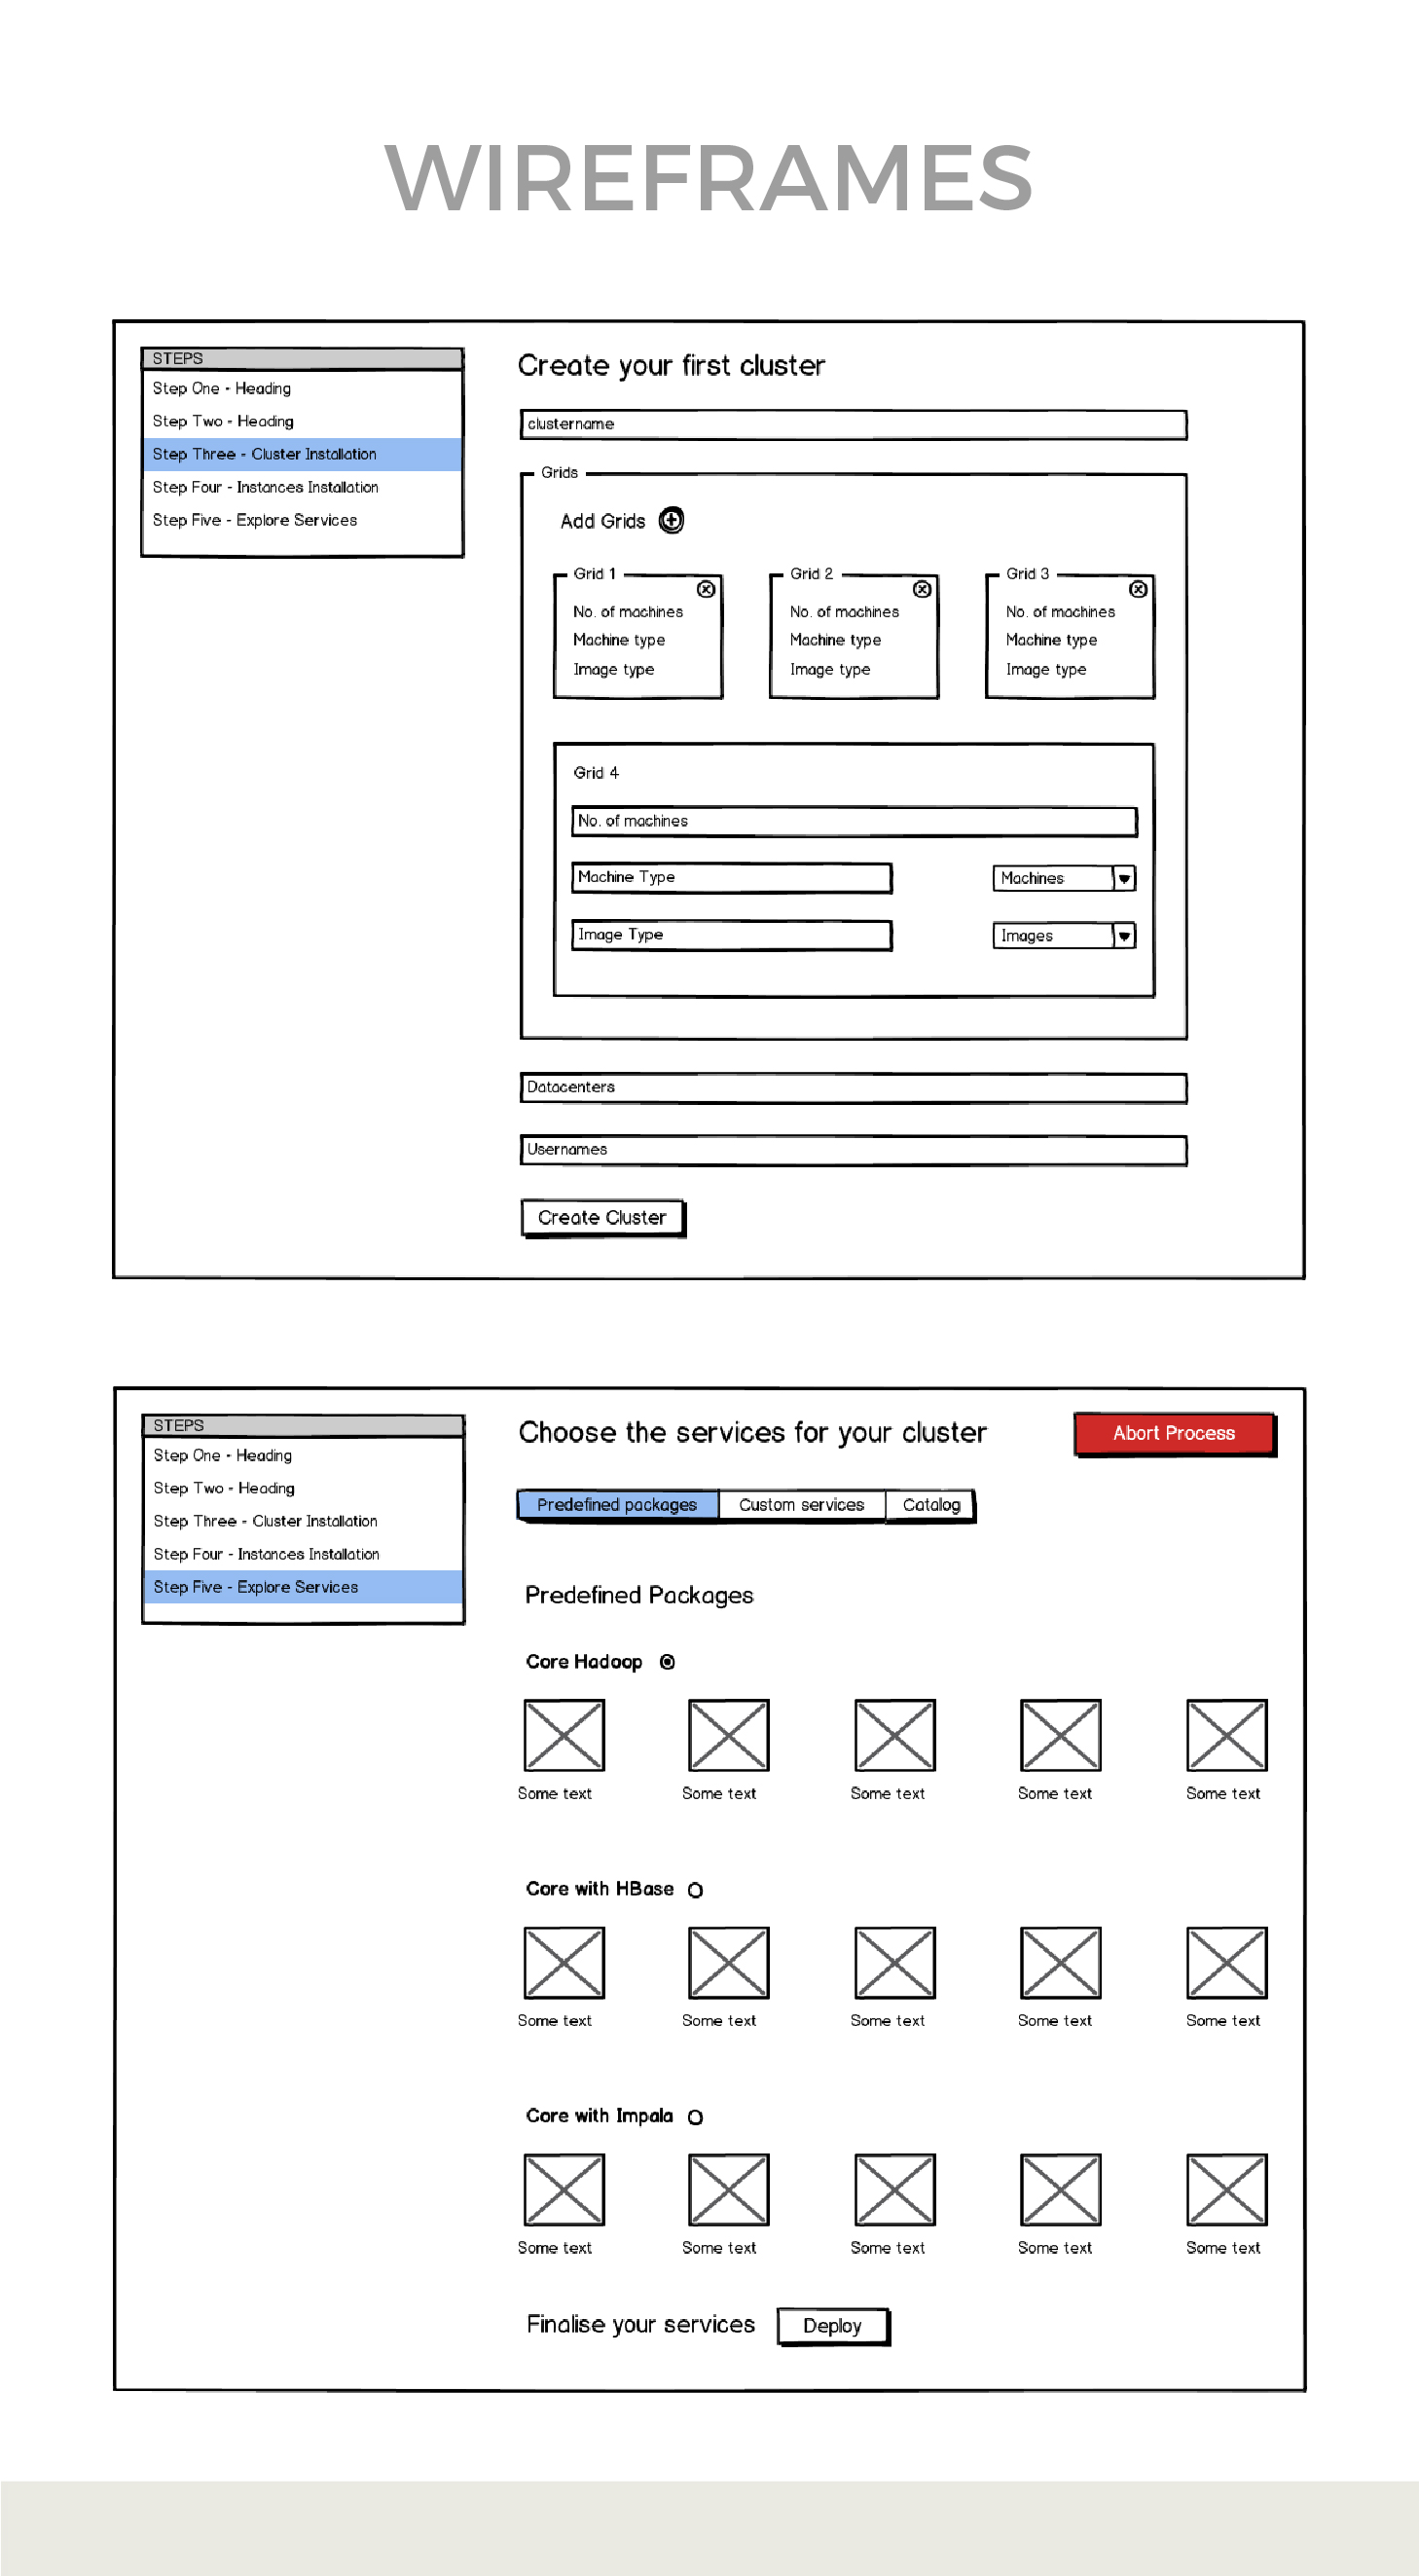 WIREFRAMES
STEPS
Step One - Heading
Step Two - Heading
Step Three - Cluster Installation
Step Four - Instances Installation
Step Five - Explore Services
Create your first cluster
clustername
Grids
Add Grids
Grid 1
No. of machines
Machine type
Image type
Grid 2
No. of machines
Machine type
Image type
Grid 3
No. of machines
Machine type
Image type
Grid 4
No. of machines
Machine Type
Machines
Image Type
Images
Datacenters
Usernames
Create Cluster
STEPS
Step One - Heading
Step Two - Heading
Step Three - Cluster Installation
Step Four - Instances Installation
Step Five - Explore Services
Choose the services for your cluster
Abort Process
Predefined packages Custom services Catalog
Predefined Packages
Core Hadoop
Some text Some text Some text Some text Some text
Core with HBase
Some text Some text Some text Some text Some text
Core with Impala
Some text Some text Some text Some text Some text
Finalise your services Deploy